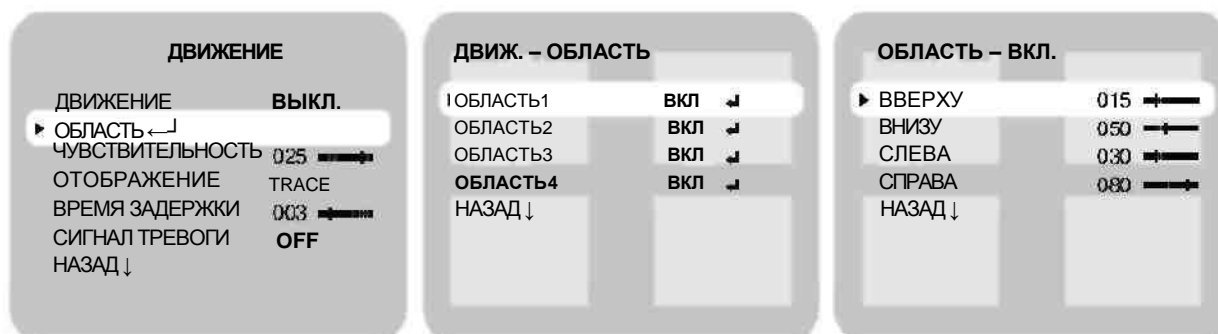 ДВИЖЕНИЕ
ДВИЖЕНИЕ ВЫКЛ.
ОБЛАСТЬ ←┘
ЧУВСТВИТЕЛЬНОСТЬ 025
ОТОБРАЖЕНИЕ TRACE
ВРЕМЯ ЗАДЕРЖКИ 003
СИГНАЛ ТРЕВОГИ OFF
НАЗАД ↓
ДВИЖ. – ОБЛАСТЬ
ОБЛАСТЬ1 ВКЛ ↲
ОБЛАСТЬ2 ВКЛ ↲
ОБЛАСТЬ3 ВКЛ ↲
ОБЛАСТЬ4 ВКЛ ↲
НАЗАД ↓
ОБЛАСТЬ – ВКЛ.
ВВЕРХУ 015
ВНИЗУ 050
СЛЕВА 030
СПРАВА 080
НАЗАД ↓